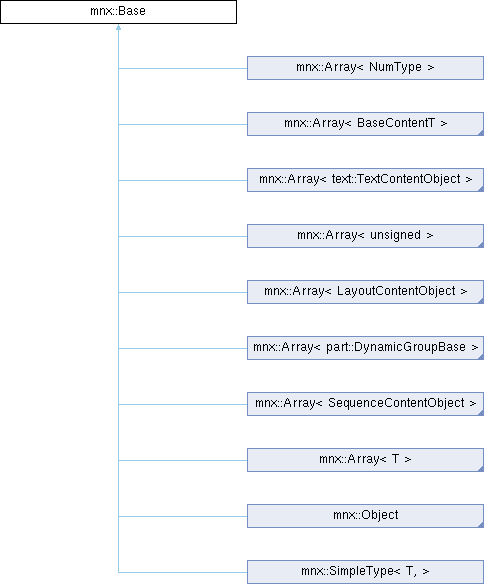 mnx::Base
mnx::Array< NumType >
mnx::Array< BaseContentT >
mnx::Array< text::TextContentObject >
mnx::Array< unsigned >
mnx::Array< LayoutContentObject >
mnx::Array< part::DynamicGroupBase >
mnx::Array< SequenceContentObject >
mnx::Array< T >
mnx::Object
mnx::SimpleType< T, >